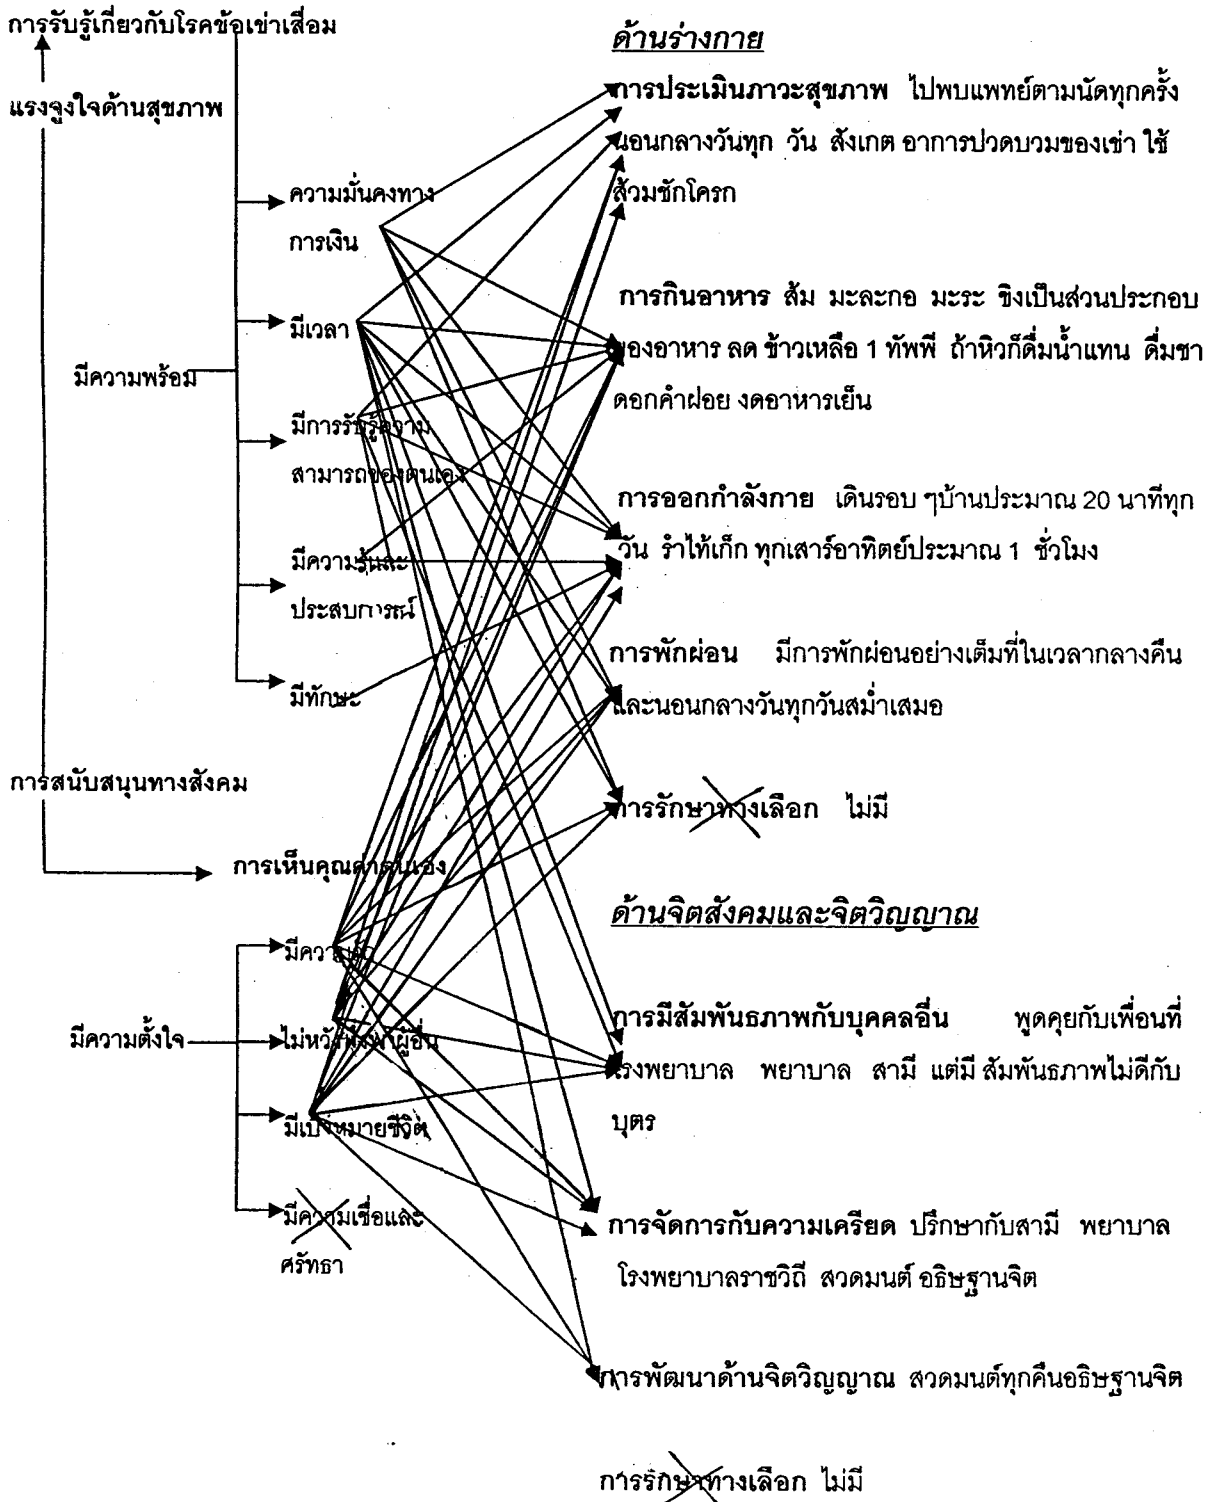 การรับรู้เกี่ยวกับโรคข้อเข่าเสื่อม
แรงจูงใจด้านสุขภาพ
ความมั่นคงทาง
การเงิน
มีเวลา
มีความพร้อม
มีการรับรู้ความ
สามารถของตนเอง
มีความรู้และ
ประสบการณ์
มีทักษะ
การสนับสนุนทางสังคม
การเห็นคุณค่าตนเอง
ไม่หวังพึ่งพาผู้อื่น
มีความตั้งใจ
มีเป้าหมายชีวิต
มีความเชื่อและ
ศรัทธา
ด้านร่างกาย
การประเมินภาวะสุขภาพ ไปพบแพทย์ตามนัดทุกครั้ง
นอนกลางวันทุก วัน สังเกต อาการปวดบวมของเข่า ใช้
ส้วมชักโครก
การกินอาหาร ส้ม มะละกอ มะระ ขิงเป็นส่วนประกอบ
ของอาหาร ลด ข้าวเหลือ 1 ทัพพี ถ้าหิวก็ดื่มน้ำแทน ดื่มชา
ดอกคำฝอย งดอาหารเย็น
การออกกำลังกาย เดินรอบ ๆบ้านประมาณ 20 นาทีทุก
วัน รำไท้เก็ก ทุกเสาร์อาทิตย์ประมาณ 1 ชั่วโมง
การพักผ่อน มีการพักผ่อนอย่างเต็มที่ในเวลากลางคืน
และนอนกลางวันทุกวันสม่ำเสมอ
การรักษาทางเลือก ไม่มี
ด้านจิตสังคมและจิตวิญญาณ
การมีสัมพันธภาพกับบุคคลอื่น พูดคุยกับเพื่อนที่
โรงพยาบาล พยาบาล สามี แต่มี สัมพันธภาพไม่ดีกับ
บุตร
การจัดการกับความเครียด ปรึกษากับสามี พยาบาล
โรงพยาบาลราชวิถี สวดมนต์ อธิษฐานจิต
การพัฒนาด้านจิตวิญญาณ สวดมนต์ทุกคืนอธิษฐานจิต
การรักษาทางเลือก ไม่มี